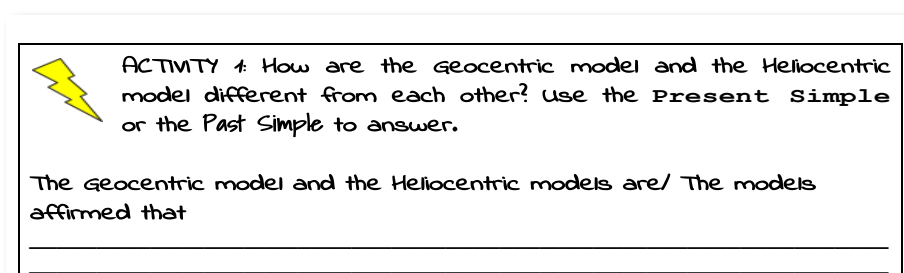 ACTIVITY 1: How are the Geocentric model and the Heliocentric
model different from each other? Use the Present Simple
or the Past Simple to answer.
The Geocentric model and the Heliocentric models are/ The models
affirmed that